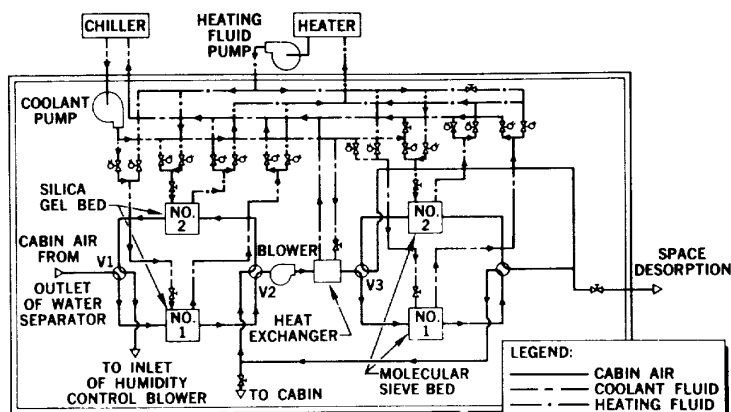 CHILLER
HEATING
FLUID
PUMP
HEATER
COOLANT
PUMP
SILICA
GEL BED
NO.
2
NO.
2
CABIN AIR
FROM
V1
OUTLET OF WATER
SEPARATOR
BLOWER
V2
V3
SPACE
DESORPTION
NO.
1
NO.
1
HEAT
EXCHANGER
TO INLET
OF HUMIDITY
CONTROL BLOWER
TO CABIN
MOLECULAR
SIEVE BED
LEGEND:
CABIN AIR
COOLANT FLUID
HEATING FLUID